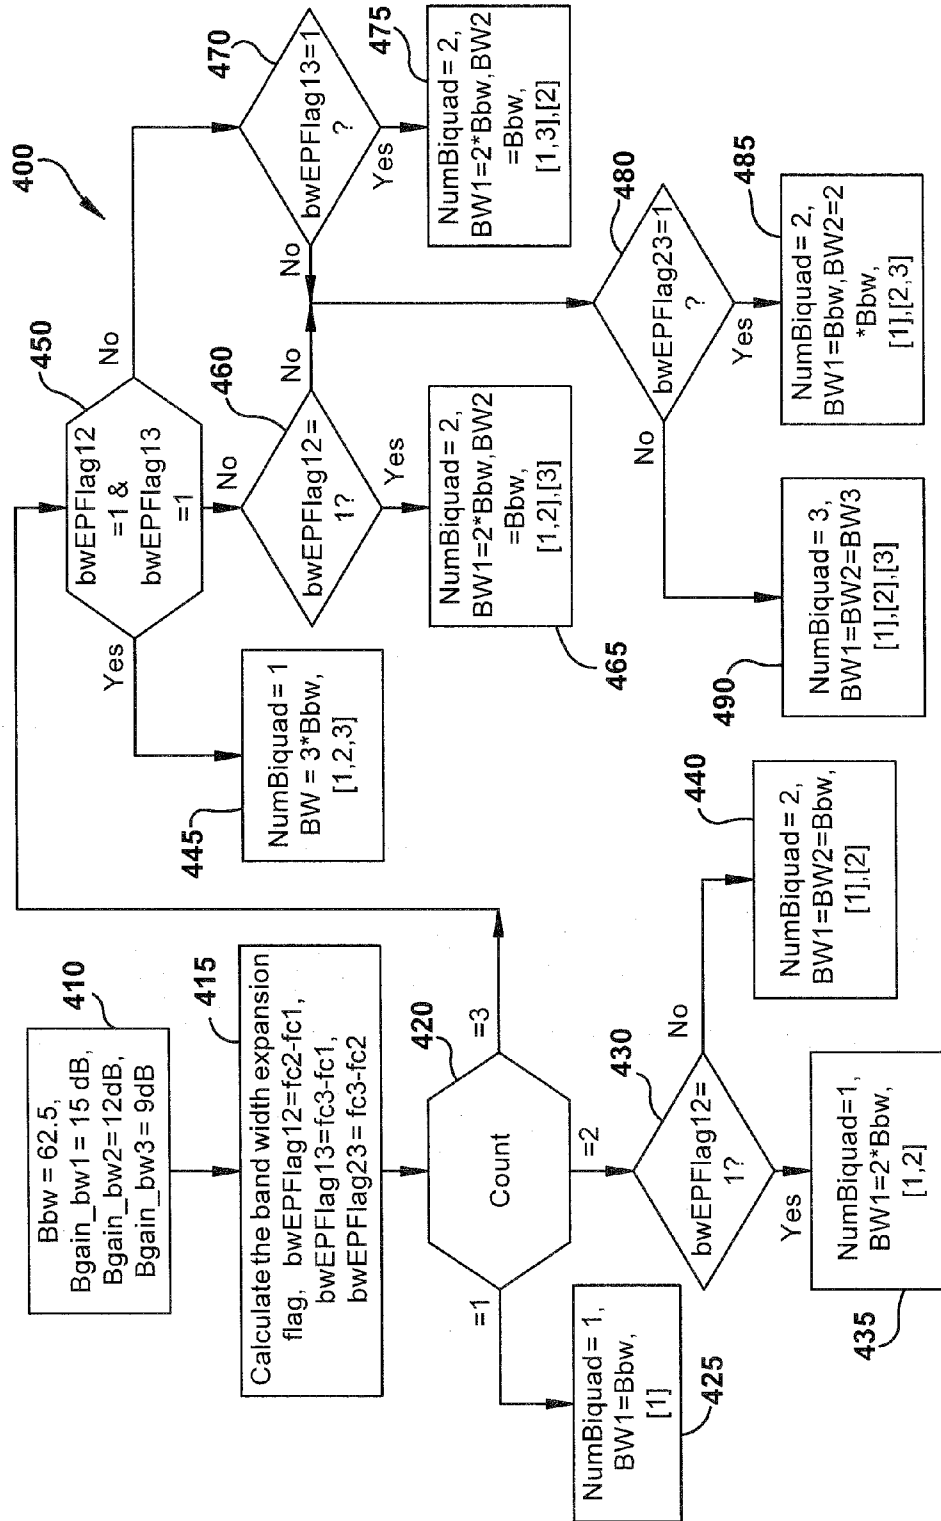 400
410
Bbw = 62.5,
Bgain_bw1 = 15 dB,
Bgain_bw2=12dB,
Bgain_bw3 = 9dB
415
Calculate the band width expansion
flag, bwEPFlag12=fc2-fc1,
bwEPFlag13=fc3-fc1,
bwEPFlag23= fc3-fc2
420
Count
=1
=2
=3
NumBiquad= 1,
BW1=Bbw,
[1]
425
430
bwEPFlag12=
1?
Yes
No
NumBiquad=1,
BW1=2*Bbw,
[1,2]
435
440
NumBiquad= 2,
BW1=BW2=Bbw,
[1],[2]
450
bwEPFlag12
=1 &
bwEPFlag13
=1
Yes
No
No
NumBiquad = 1
BW = 3*Bbw,
[1,2,3]
445
460
bwEPFlag12=
1?
No
Yes
NumBiquad = 2,
BW1=2*Bbw,BW2
=Bbw,
[1,2],[3]
465
470
bwEPFlag13=1
?
No
Yes
475
NumBiquad= 2,
BW1=2*Bbw,BW2
=Bbw,
[1,3],[2]
480
bwEPFlag23=1
?
No
Yes
485
NumBiquad = 2,
BW1=Bbw,BW2=2
*Bbw,
[1],[2,3]
NumBiquad= 3,
BW1=BW2=BW3
[1],[2],[3]
490